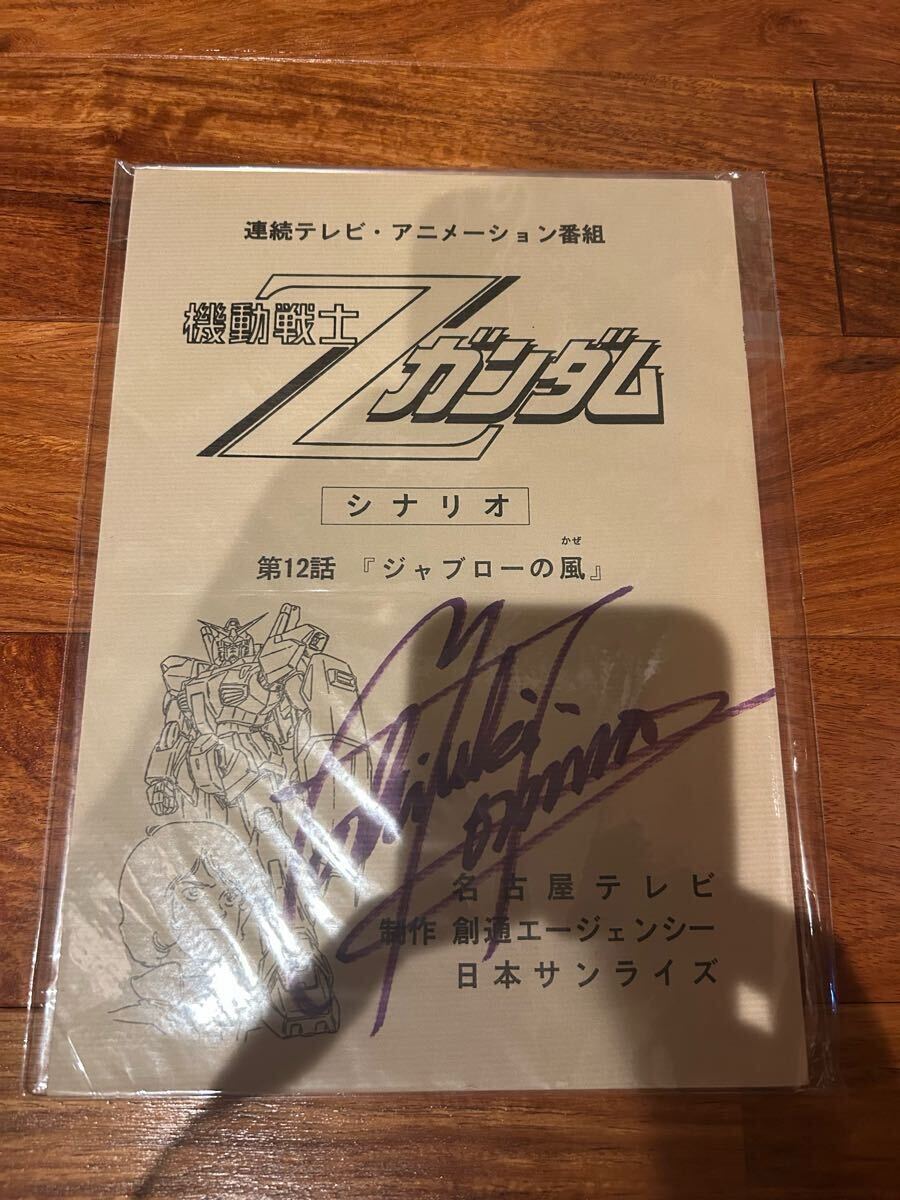 連続テレビ・アニメーション番組
機動戦士Zガンダム
シナリオ
かぜ
第12話 『ジャブローの風』
名古屋テレビ
制作 創通エージェンシー
日本サンライズ